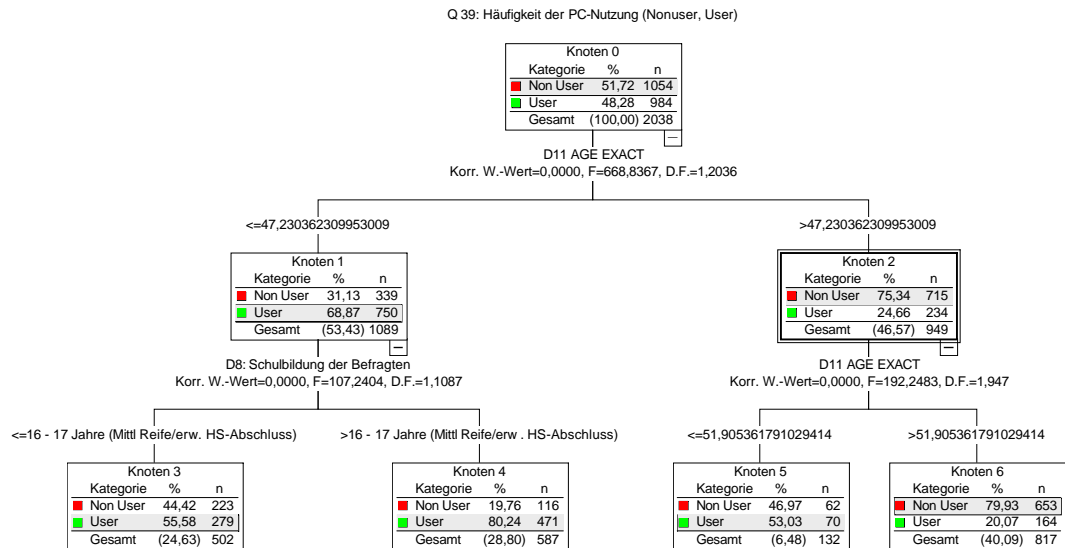 Q 39: Häufigkeit der PC-Nutzung (Nonuser, User)
Knoten 0
Kategorie % n
Non User 51,72 1054
User 48,28 984
Gesamt (100,00) 2038
D11 AGE EXACT
Korr. W.-Wert=0,0000, F=668,8367, D.F.=1,2036
<=47,230362309953009
>47,230362309953009
Knoten 1
Kategorie % n
Non User 31,13 339
User 68,87 750
Gesamt (53,43) 1089
Knoten 2
Kategorie % n
Non User 75,34 715
User 24,66 234
Gesamt (46,57) 949
D8: Schulbildung der Befragten
Korr. W.-Wert=0,0000, F=107,2404, D.F.=1,1087
D11 AGE EXACT
Korr. W.-Wert=0,0000, F=192,2483, D.F.=1,947
<=16 - 17 Jahre (Mittl Reife/erw. HS-Abschluss)
>16 - 17 Jahre (Mittl Reife/erw . HS-Abschluss)
<=51,905361791029414
>51,905361791029414
Knoten 3
Kategorie % n
Non User 44,42 223
User 55,58 279
Gesamt (24,63) 502
Knoten 4
Kategorie % n
Non User 19,76 116
User 80,24 471
Gesamt (28,80) 587
Knoten 5
Kategorie % n
Non User 46,97 62
User 53,03 70
Gesamt (6,48) 132
Knoten 6
Kategorie % n
Non User 79,93 653
User 20,07 164
Gesamt (40,09) 817